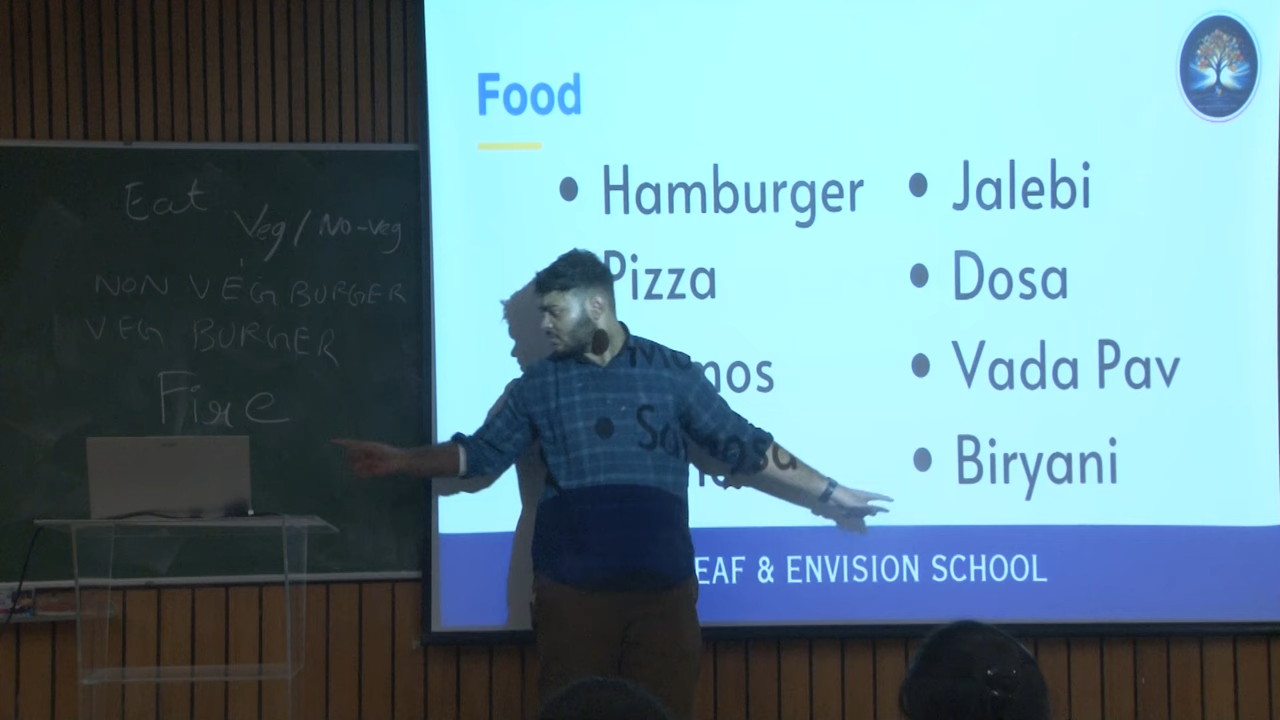 Eat
Veg / No-veg
NON VEG BURGER
VEG BURGER
Fire
Food
• Hamburger
Pizza
• Samosa
• Jalebi
• Dosa
• Vada Pav
• Biryani
EAF & ENVISION SCHOOL